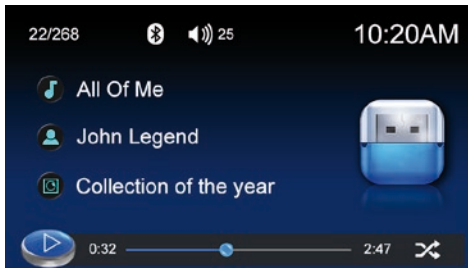 22/268 25 10:20AM
All Of Me
John Legend
Collection of the year
0:32 2:47